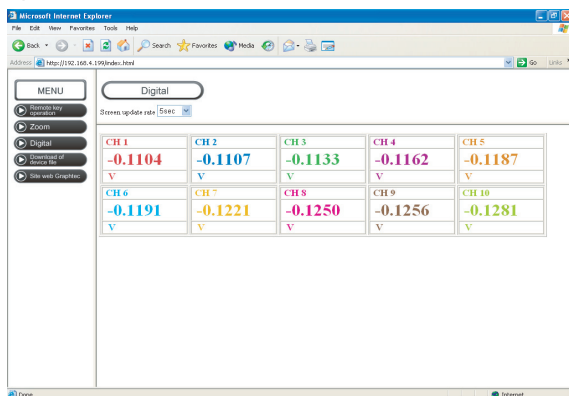 Microsoft Internet Explorer
File Edit View Favorites Tools Help
Back Search Favorites Media
Address http://192.168.4.199/index.html Go Links
MENU
Remote key
operation
Zoom
Digital
Download of
device file
Site web Graphtec
Digital
Screen update rate 5sec
CH 1 CH 2 CH 3 CH 4 CH 5
-0.1104 -0.1107 -0.1133 -0.1162 -0.1187
V V V V V
CH 6 CH 7 CH 8 CH 9 CH 10
-0.1191 -0.1221 -0.1250 -0.1256 -0.1281
V V V V V
Done Internet